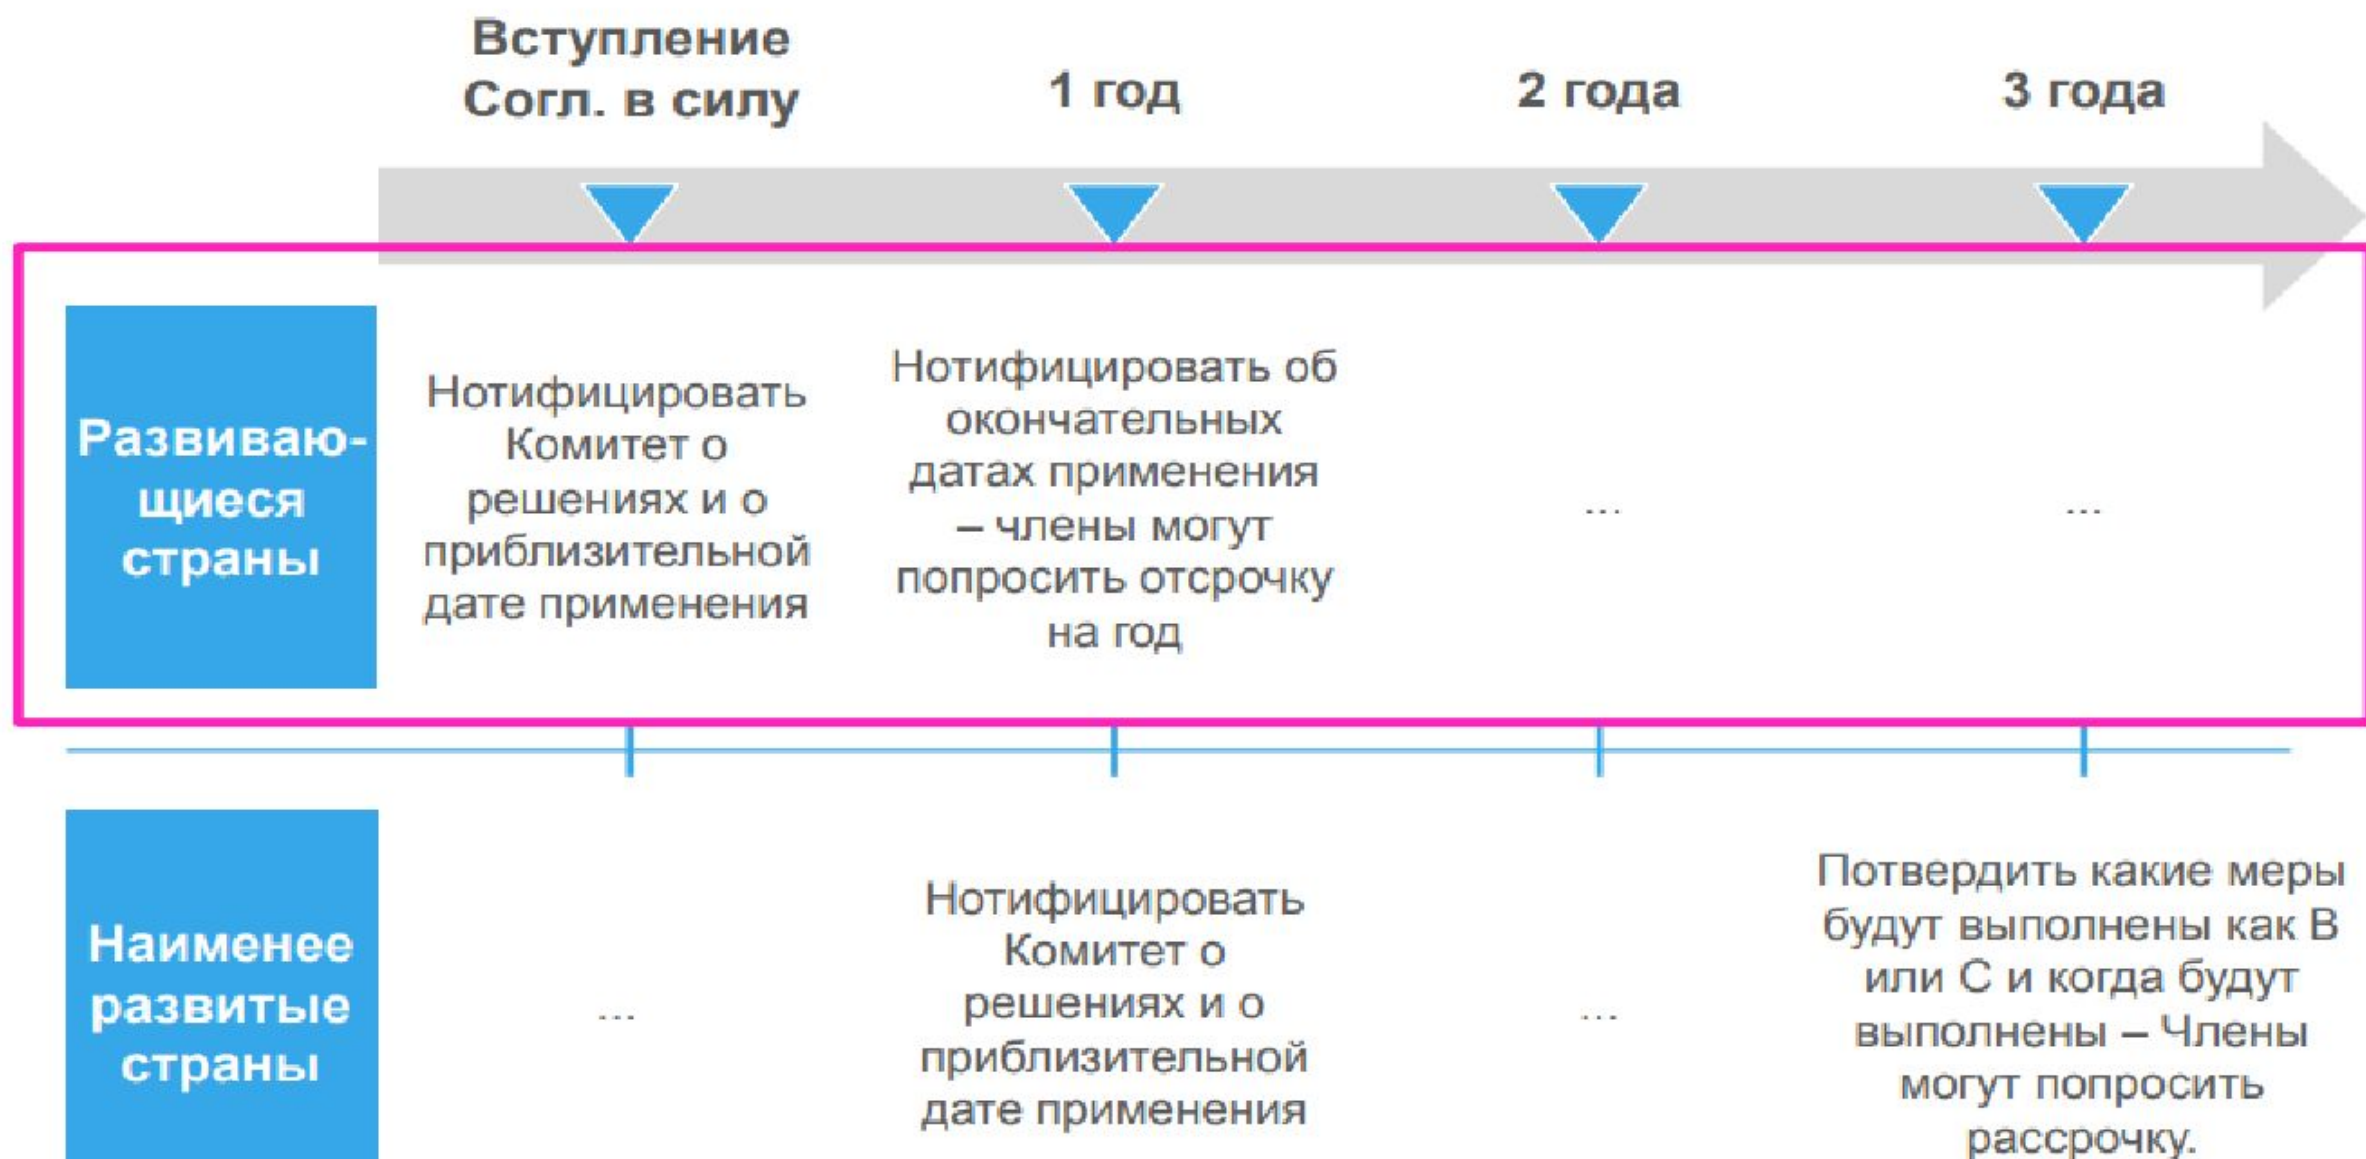 Вступление
Согл. в силу
1 год
2 года
3 года
Развиваю-
щиеся
страны
Нотифицировать
Комитет о
решениях и о
приблизительной
дате применения
Нотифицировать об
окончательных
датах применения
– члены могут
попросить отсрочку
на год
...
...
Наименее
развитые
страны
...
Нотифицировать
Комитет о
решениях и о
приблизительной
дате применения
...
Потвердить какие меры
будут выполнены как В
или С и когда будут
выполнены – Члены
могут попросить
рассрочку.